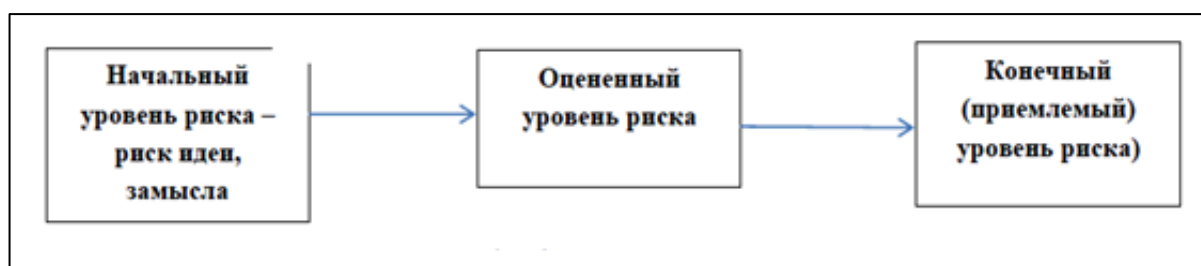 Начальный
уровень риска –
риск идеи,
замысла
Оцененный
уровень риска
Конечный
(приемлемый)
уровень риска)